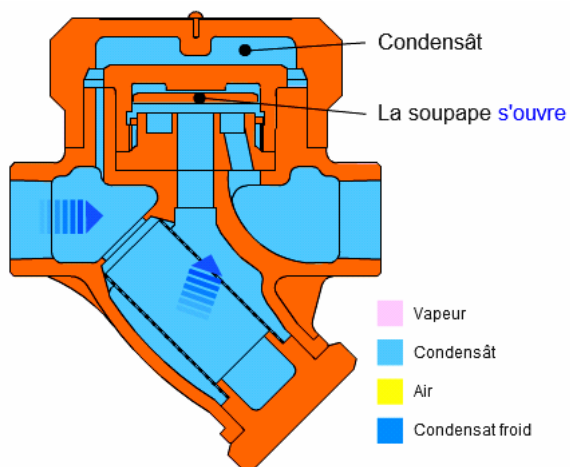 Condensât
La soupape s'ouvre
Vapeur
Condensât
Air
Condensat froid